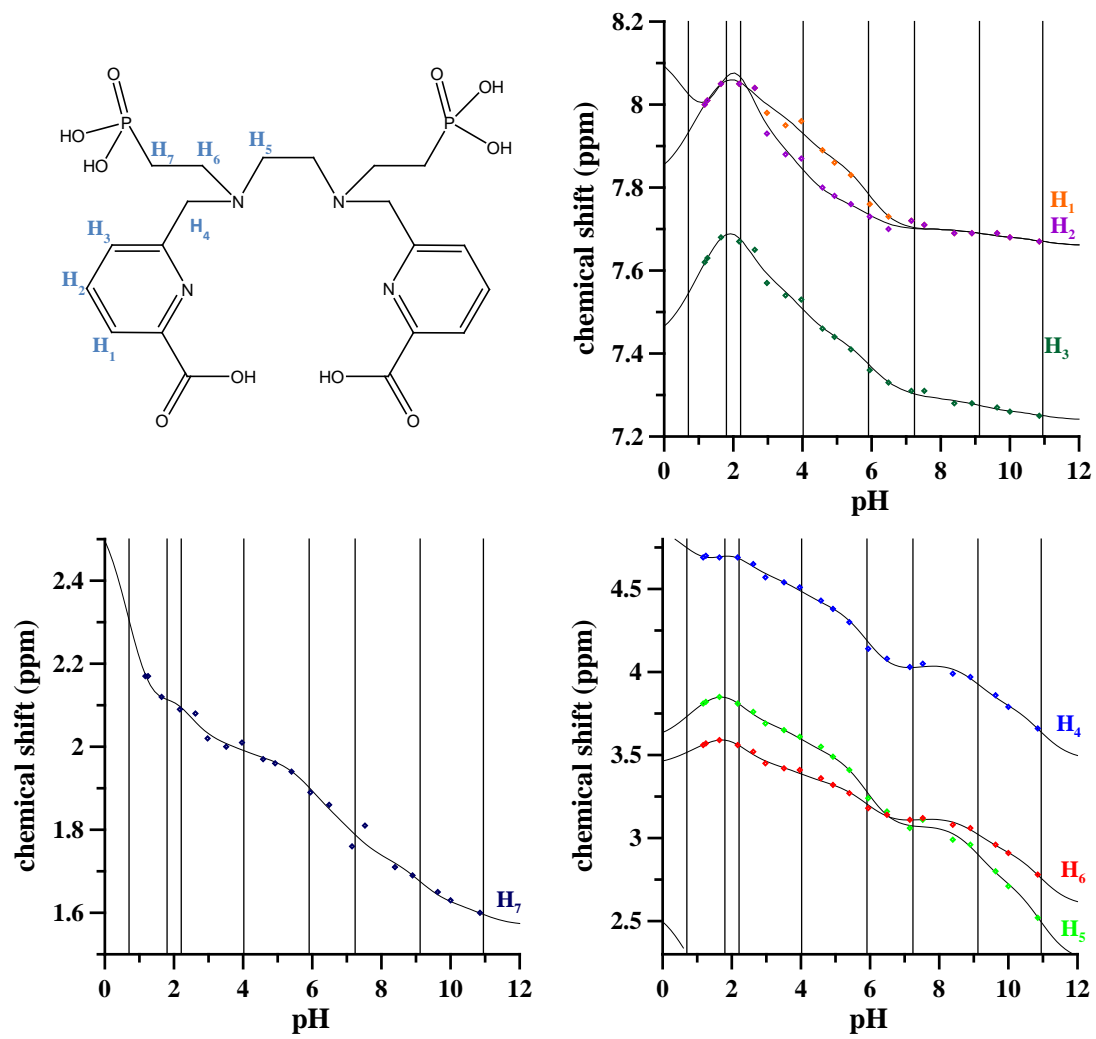 O
P
HO
HO
H7
H6
H5
N
H4
H3
H2
H1
N
OH
O
O
P
OH
OH
N
N
HO
O
8.2
8
7.8
7.6
7.4
7.2
chemical shift (ppm)
H1
H2
H3
0 2 4 6 8 10 12
pH
2.4
2.2
2
1.8
1.6
chemical shift (ppm)
H7
0 2 4 6 8 10 12
pH
4.5
4
3.5
3
2.5
chemical shift (ppm)
H4
H6
H5
0 2 4 6 8 10 12
pH